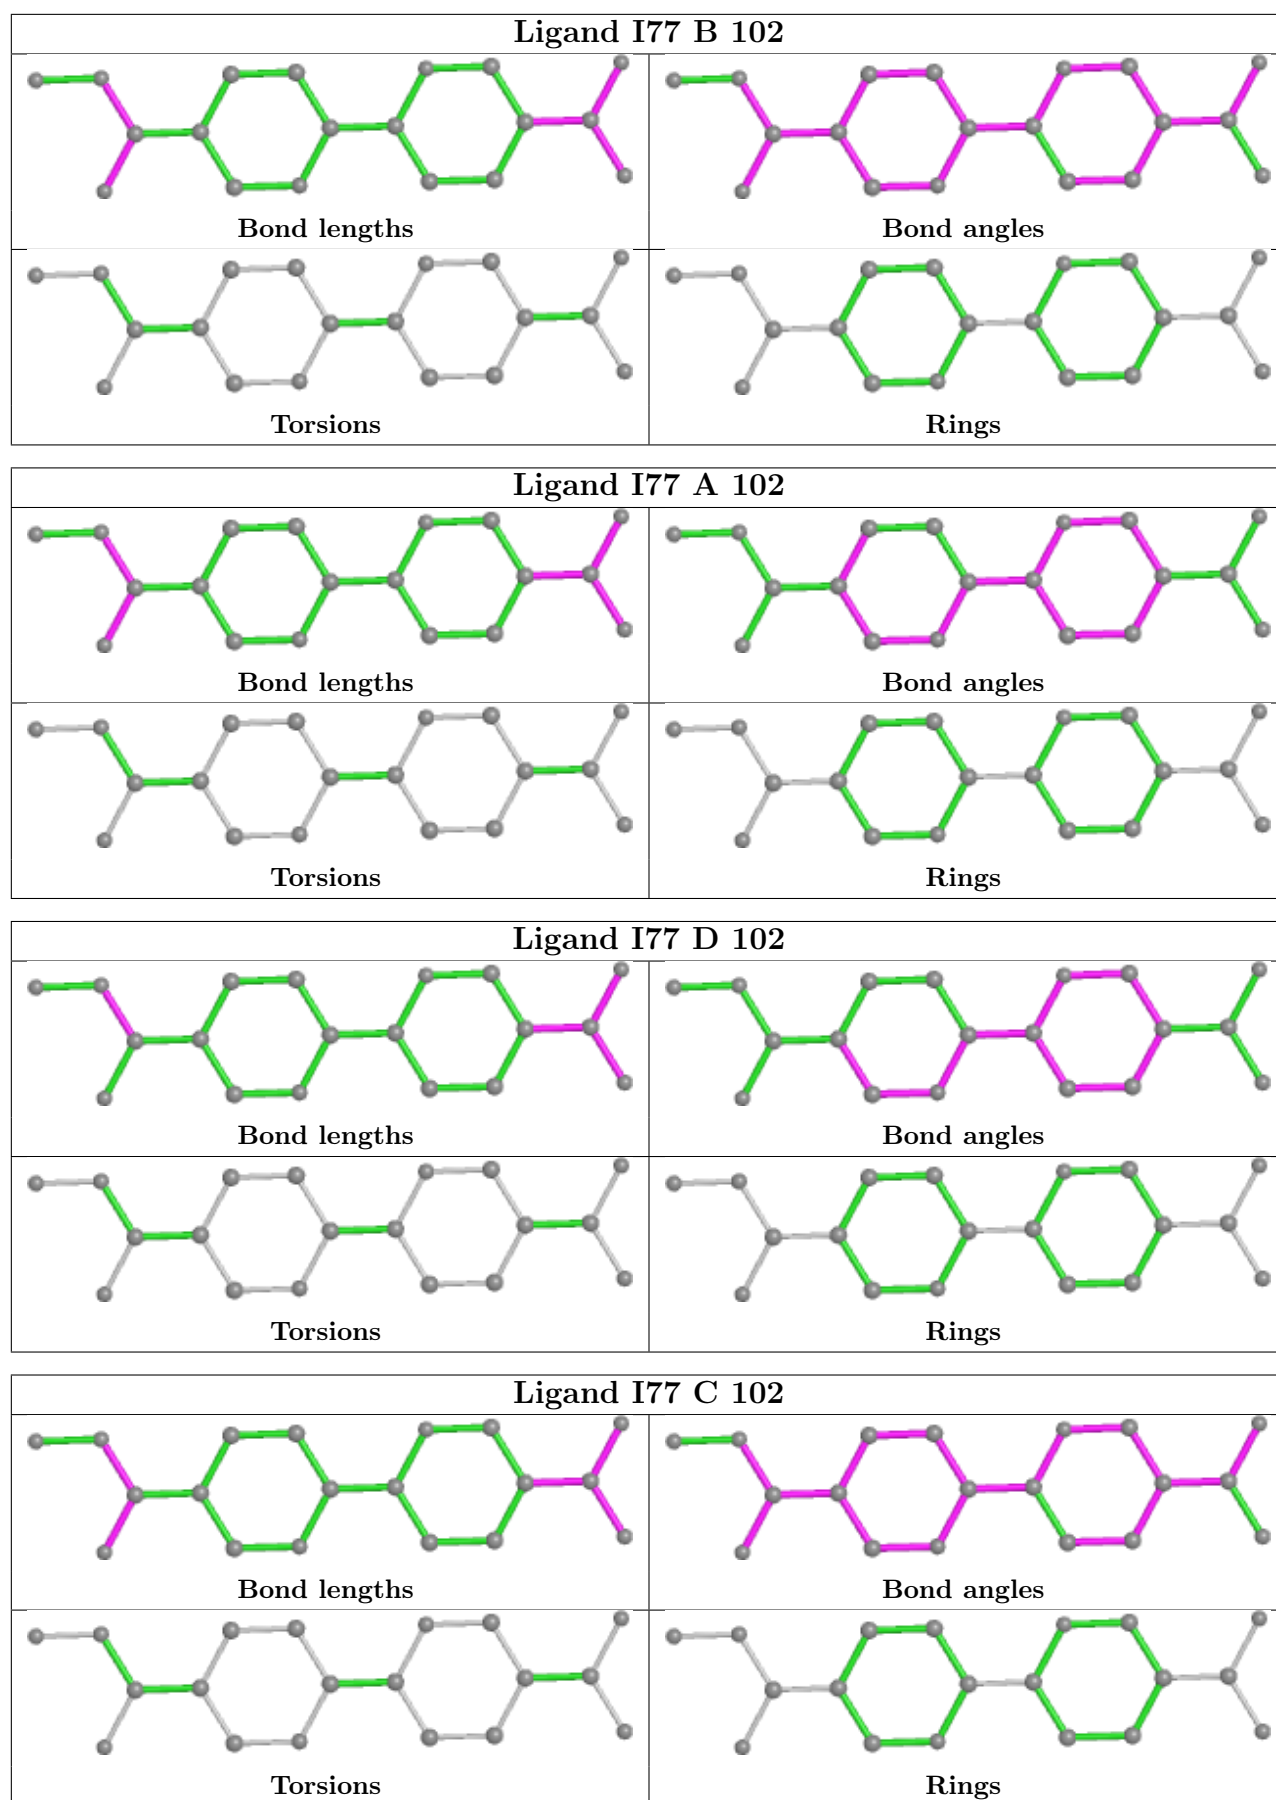 Ligand I77 B 102
Bond lengths
Bond angles
Torsions
Rings
Ligand I77 A 102
Bond lengths
Bond angles
Torsions
Rings
Ligand I77 D 102
Bond lengths
Bond angles
Torsions
Rings
Ligand I77 C 102
Bond lengths
Bond angles
Torsions
Rings